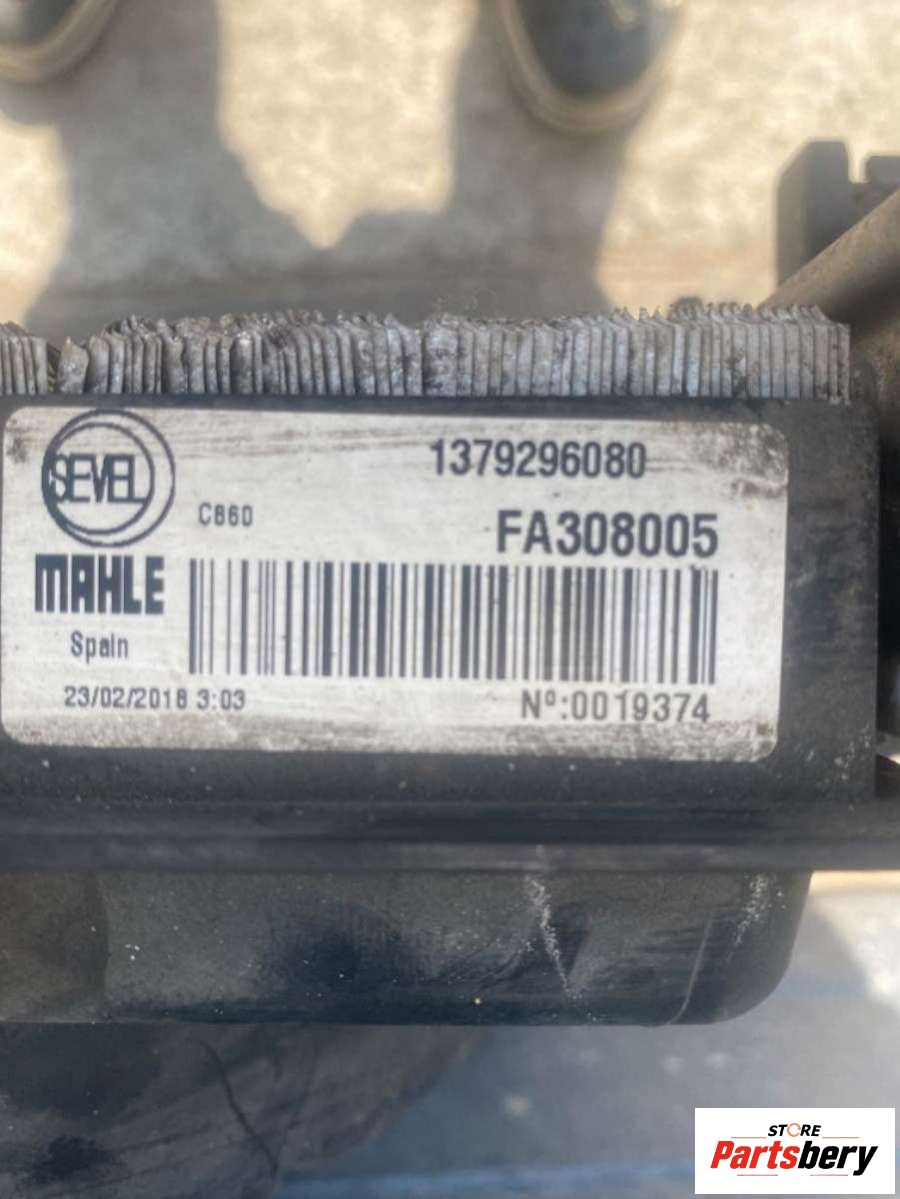 SEVEL
1379296080
C860
FA308005
MAHLE
Spain
23/02/2018 3:03
Nº:0019374
STORE
Partsbery